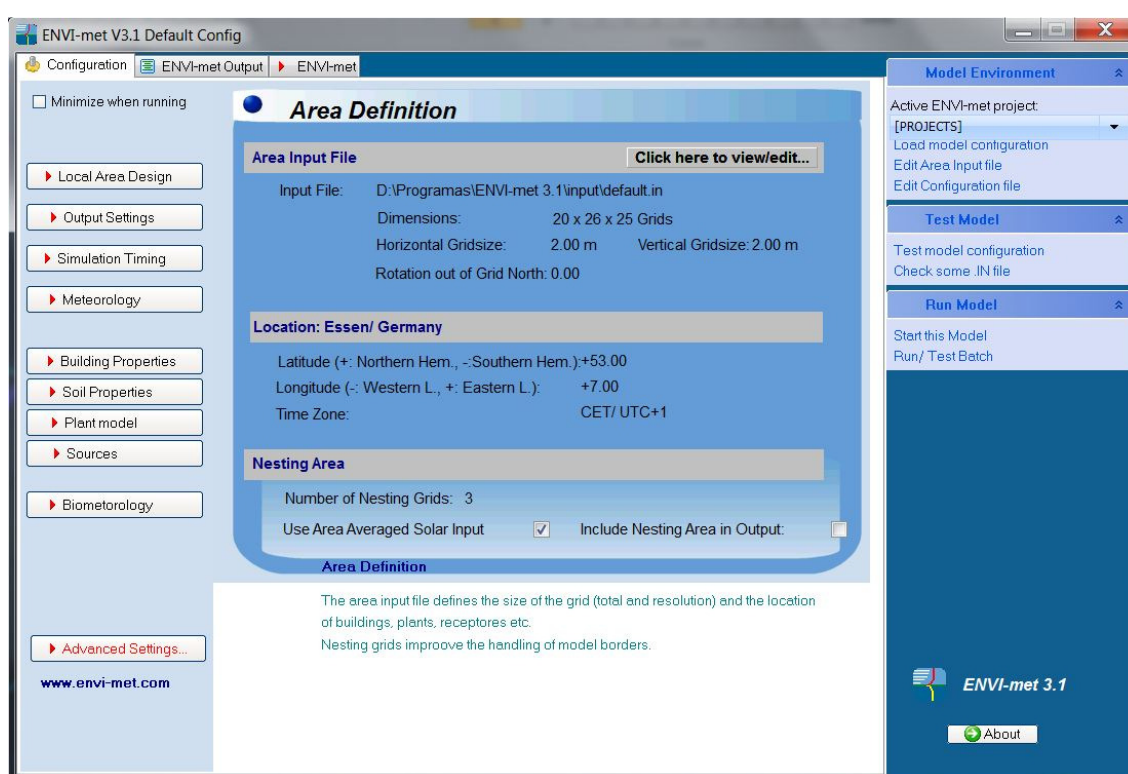 ENVI-met V3.1 Default Config
Configuration
ENVI-met Output
ENVI-met
Minimize when running
Local Area Design
Output Settings
Simulation Timing
Meteorology
Building Properties
Soil Properties
Plant model
Sources
Biometorology
Advanced Settings...
www.envi-met.com
Area Definition
Area Input File
Click here to view/edit...
Input File: D:\Programas\ENVI-met 3.1\input\default.in
Dimensions: 20 x 26 x 25 Grids
Horizontal Gridsize: 2.00 m Vertical Gridsize: 2.00 m
Rotation out of Grid North: 0.00
Location: Essen/ Germany
Latitude (+: Northern Hem., -:Southern Hem.):+53.00
Longitude (-: Western L., +: Eastern L.): +7.00
Time Zone: CET/ UTC+1
Nesting Area
Number of Nesting Grids: 3
Use Area Averaged Solar Input Include Nesting Area in Output:
Area Definition
The area input file defines the size of the grid (total and resolution) and the location
of buildings, plants, receptores etc.
Nesting grids improove the handling of model borders.
Model Environment
Active ENVI-met project:
[PROJECTS]
Load model configuration
Edit Area Input file
Edit Configuration file
Test Model
Test model configuration
Check some .IN file
Run Model
Start this Model
Run/ Test Batch
ENVI-met 3.1
About